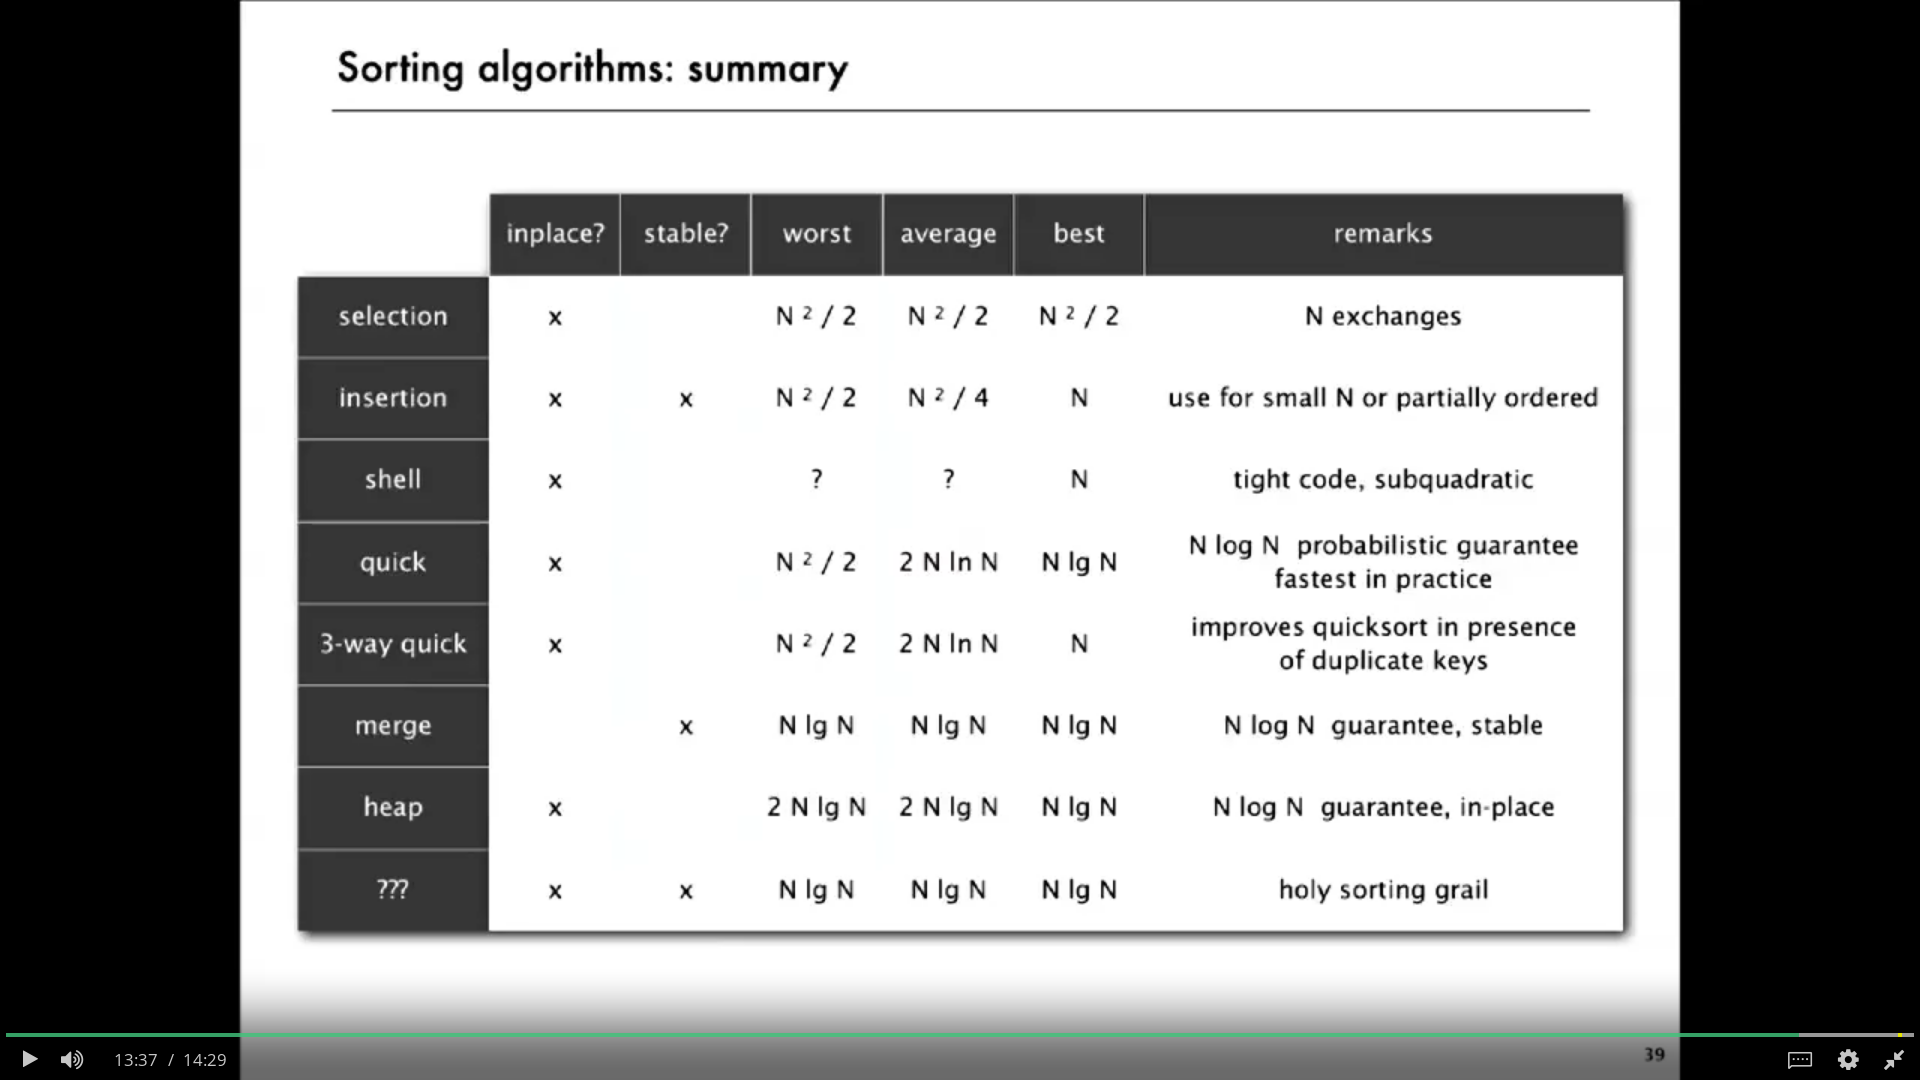 Sorting algorithms: summary
inplace? stable? worst average best remarks
selection x N ² / 2 N ² / 2 N ² / 2 N exchanges
insertion x x N ² / 2 N ² / 4 N use for small N or partially ordered
shell x ? ? N tight code, subquadratic
quick x N ² / 2 2 N ln N N lg N N log N probabilistic guarantee
fastest in practice
3-way quick x N ² / 2 2 N ln N N improves quicksort in presence
of duplicate keys
merge x N lg N N lg N N lg N N log N guarantee, stable
heap x 2 N lg N 2 N lg N N lg N N log N guarantee, in-place
??? x x N lg N N lg N N lg N holy sorting grail
39
13:37 / 14:29